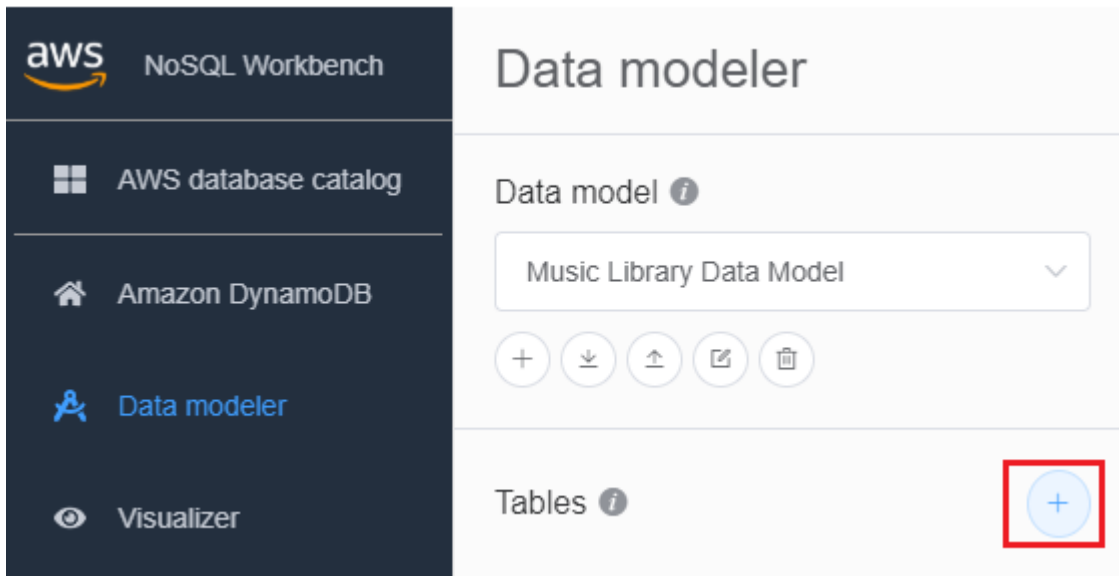 aws NoSQL Workbench
AWS database catalog
Amazon DynamoDB
Data modeler
Visualizer
Data modeler
Data model
Music Library Data Model
Tables